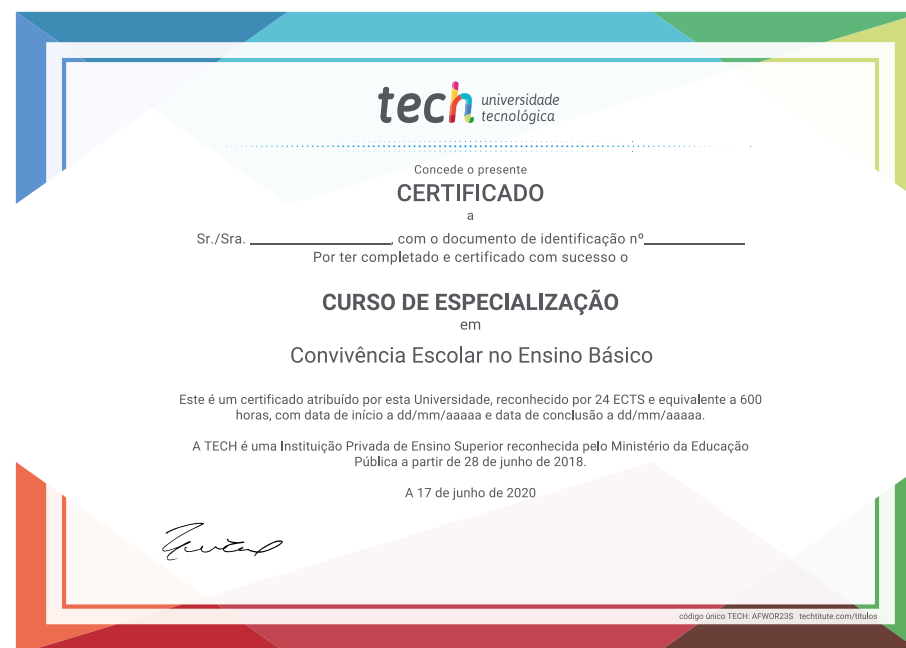 tech universidade
tecnológica
Concede o presente
CERTIFICADO
a
Sr./Sra. ____________________, com o documento de identificação nº______________
Por ter completado e certificado com sucesso o
CURSO DE ESPECIALIZAÇÃO
em
Convivência Escolar no Ensino Básico
Este é um certificado atribuído por esta Universidade, reconhecido por 24 ECTS e equivalente a 600
horas, com data de início a dd/mm/aaaaa e data de conclusão a dd/mm/aaaaa.
A TECH é uma Instituição Privada de Ensino Superior reconhecida pelo Ministério da Educação
Pública a partir de 28 de junho de 2018.
A 17 de junho de 2020
código único TECH: AFWOR23S techtitute.com/titulos